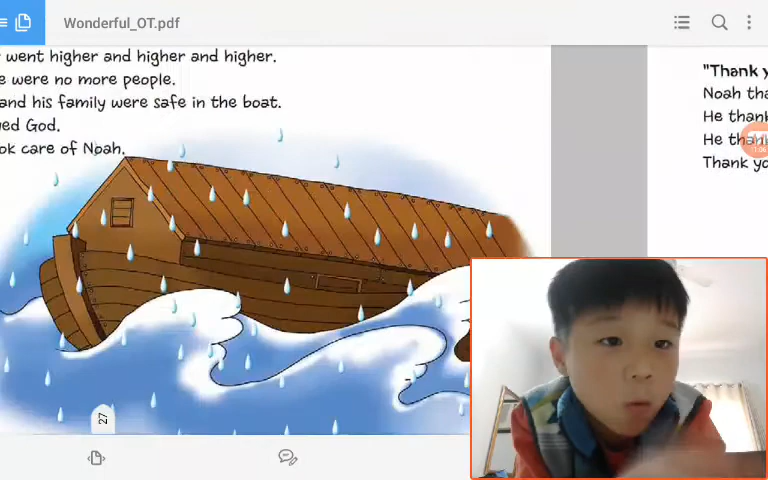 Wonderful_OT.pdf
went higher and higher and higher.
e were no more people.
and his family were safe in the boat.
ed God.
ok care of Noah.
"Thank y
Noah tha
He thank
He
Thank yo
27